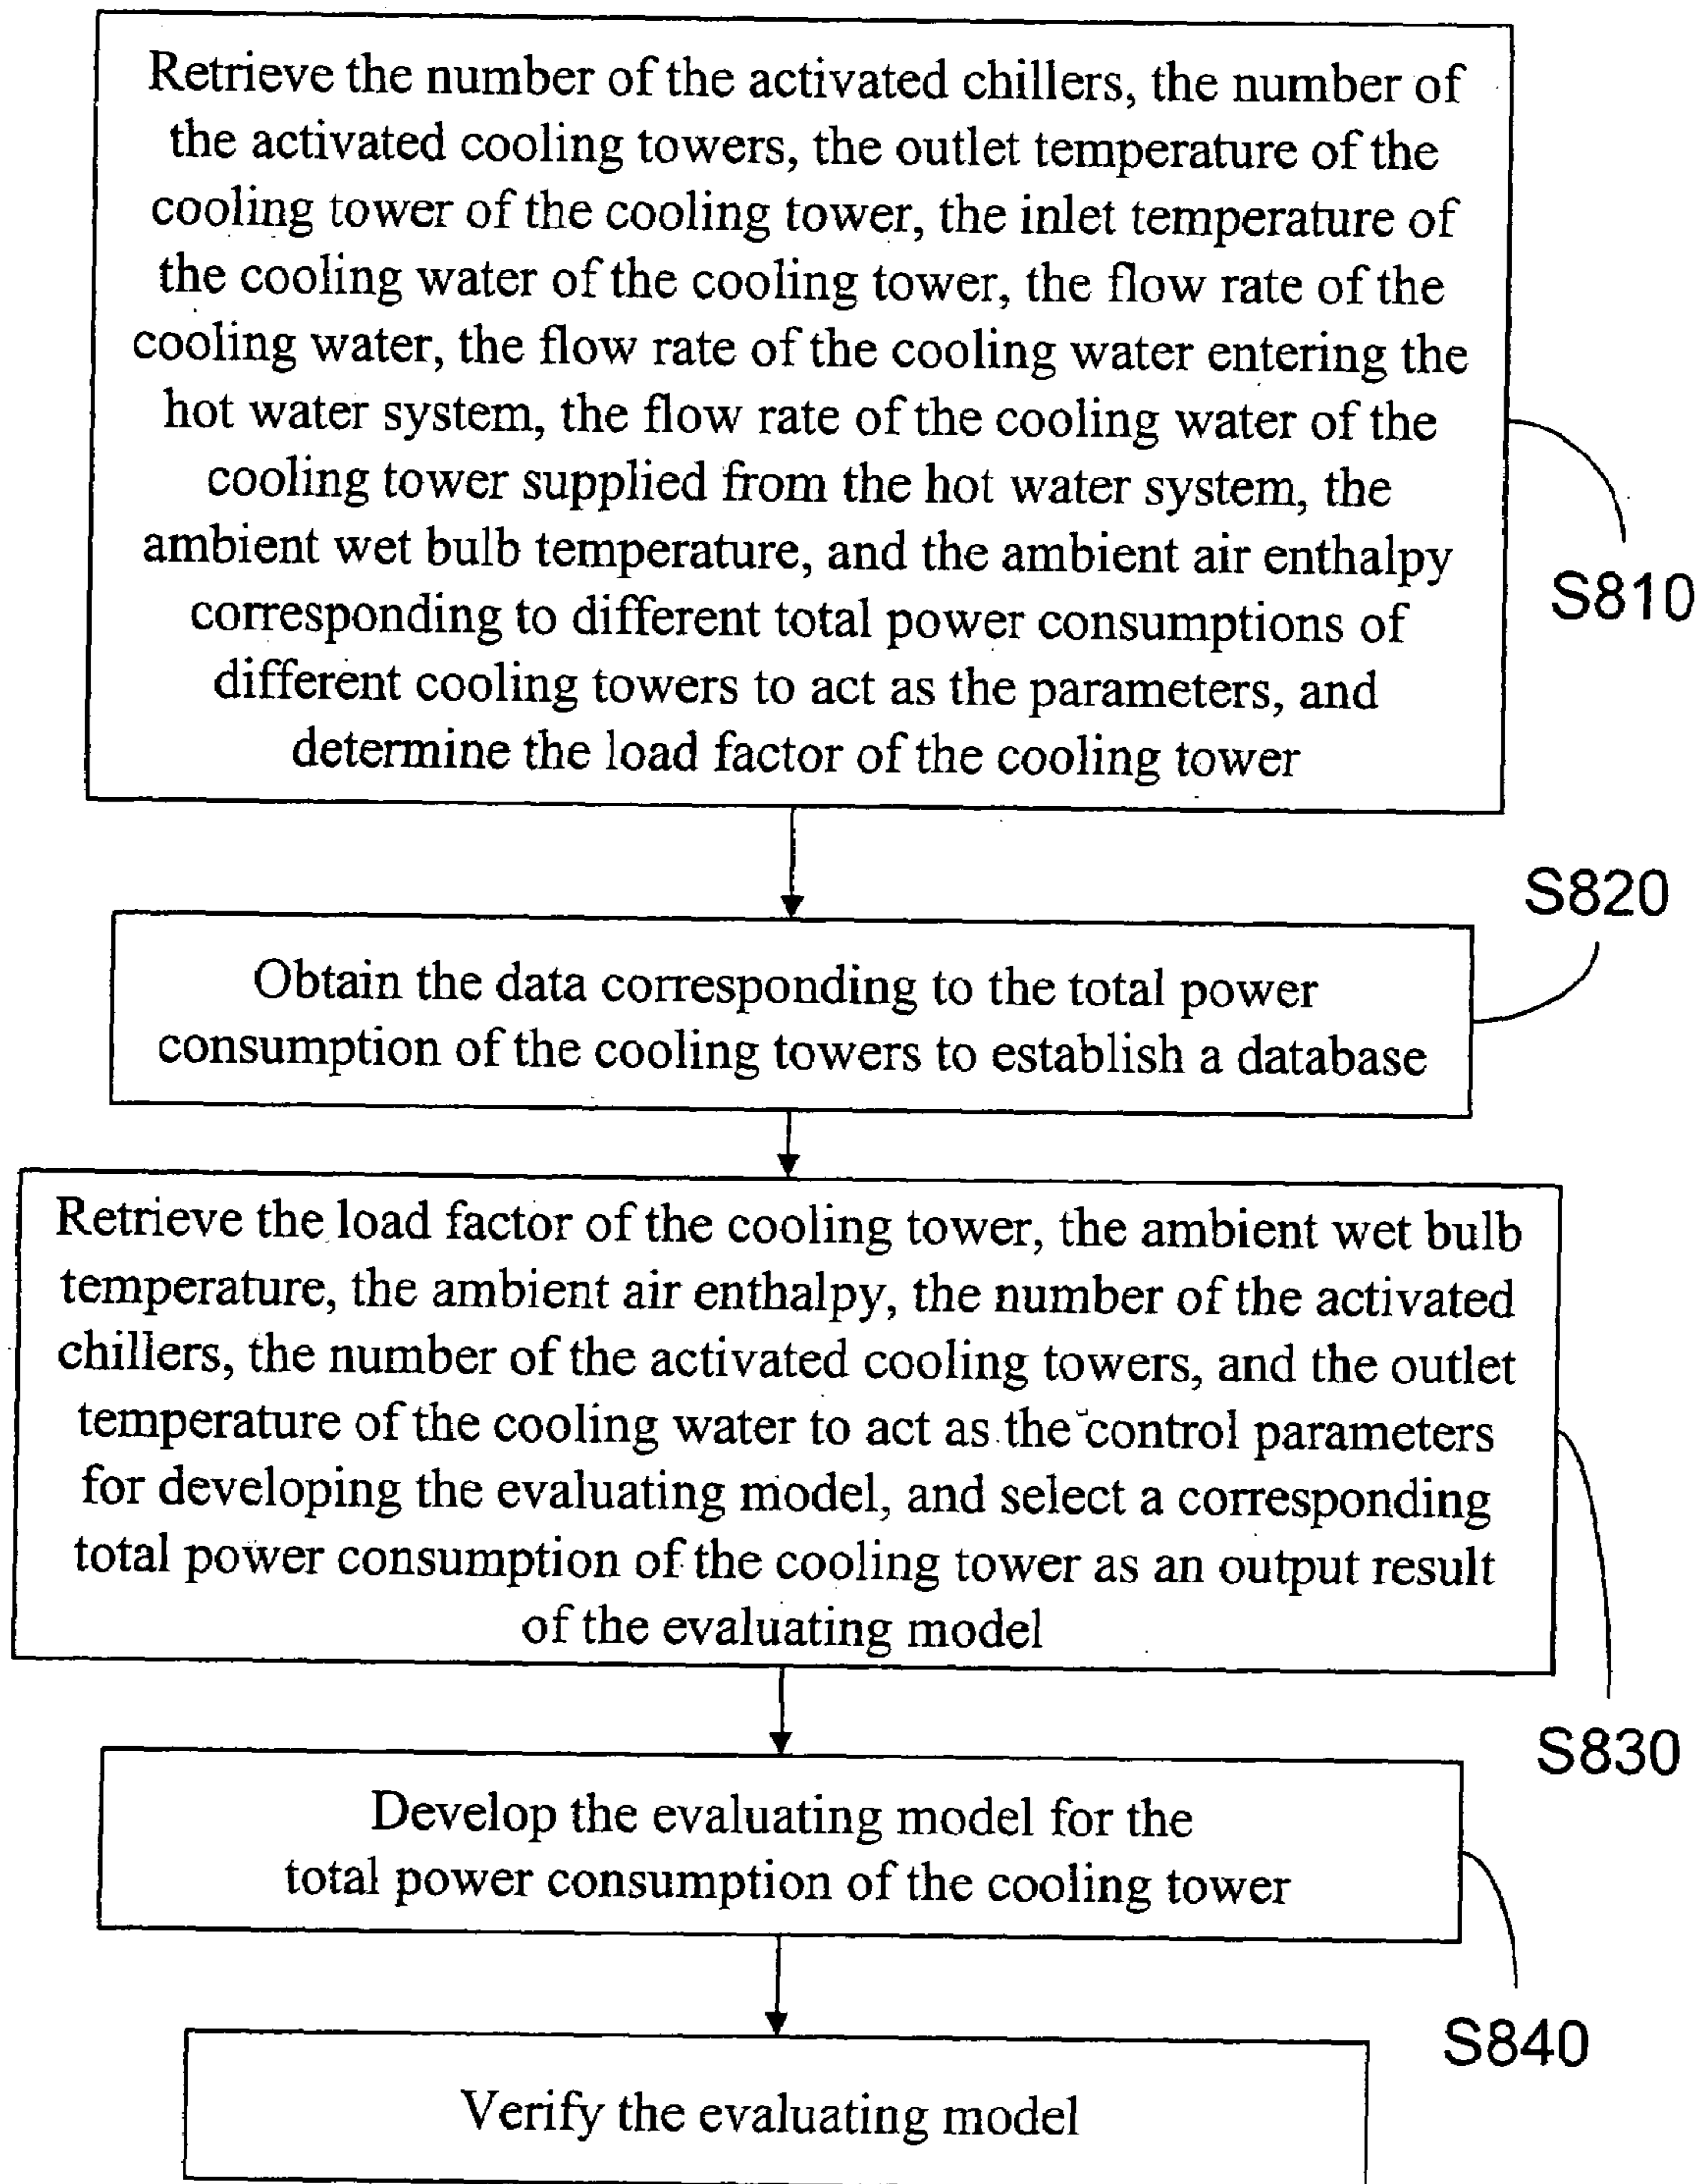 Retrieve the number of the activated chillers, the number of
the activated cooling towers, the outlet temperature of the
cooling tower of the cooling tower, the inlet temperature of
the cooling water of the cooling tower, the flow rate of the
cooling water, the flow rate of the cooling water entering the
hot water system, the flow rate of the cooling water of the
cooling tower supplied from the hot water system, the
ambient wet bulb temperature, and the ambient air enthalpy
corresponding to different total power consumptions of
different cooling towers to act as the parameters, and
determine the load factor of the cooling tower
S810
S820
Obtain the data corresponding to the total power
consumption of the cooling towers to establish a database
Retrieve the load factor of the cooling tower, the ambient wet bulb
temperature, the ambient air enthalpy, the number of the activated
chillers, the number of the activated cooling towers, and the outlet
temperature of the cooling water to act as the control parameters
for developing the evaluating model, and select a corresponding
total power consumption of the cooling tower as an output result
of the evaluating model
S830
Develop the evaluating model for the
total power consumption of the cooling tower
S840
Verify the evaluating model